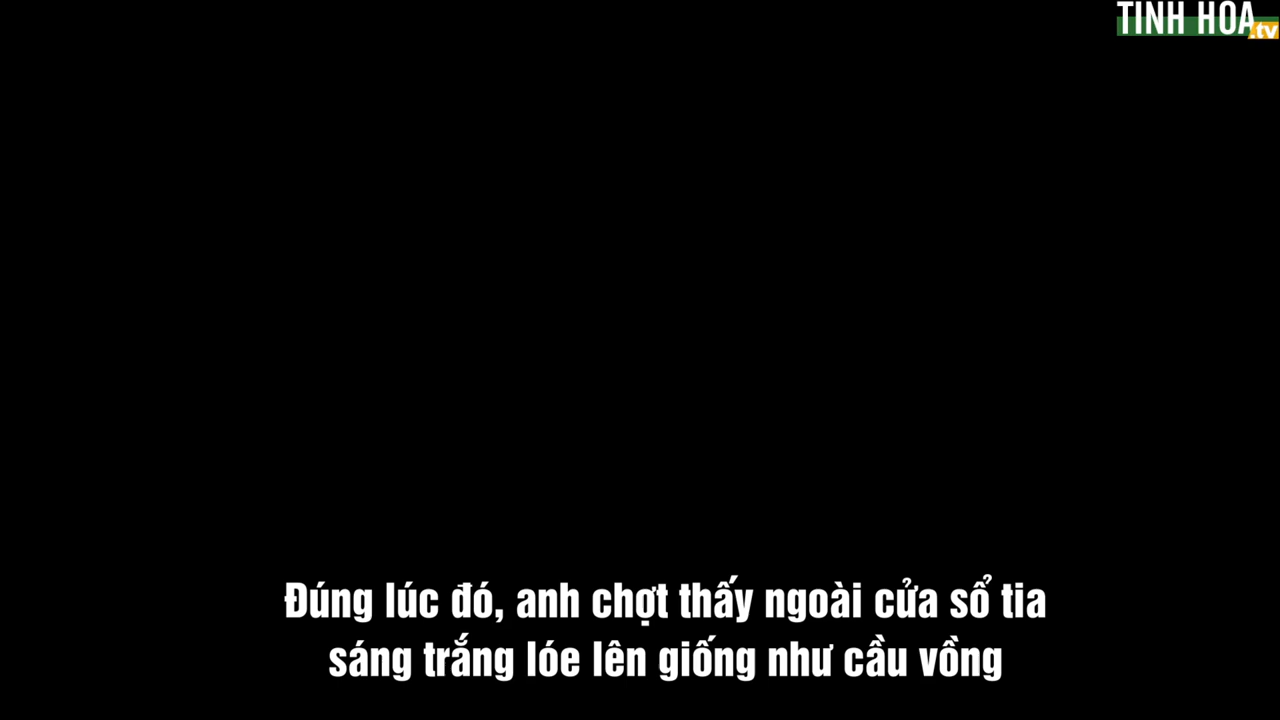 TINH HOA
.tv
Đúng lúc đó, anh chợt thấy ngoài cửa sổ tia
sáng trắng lóe lên giống như cầu vồng